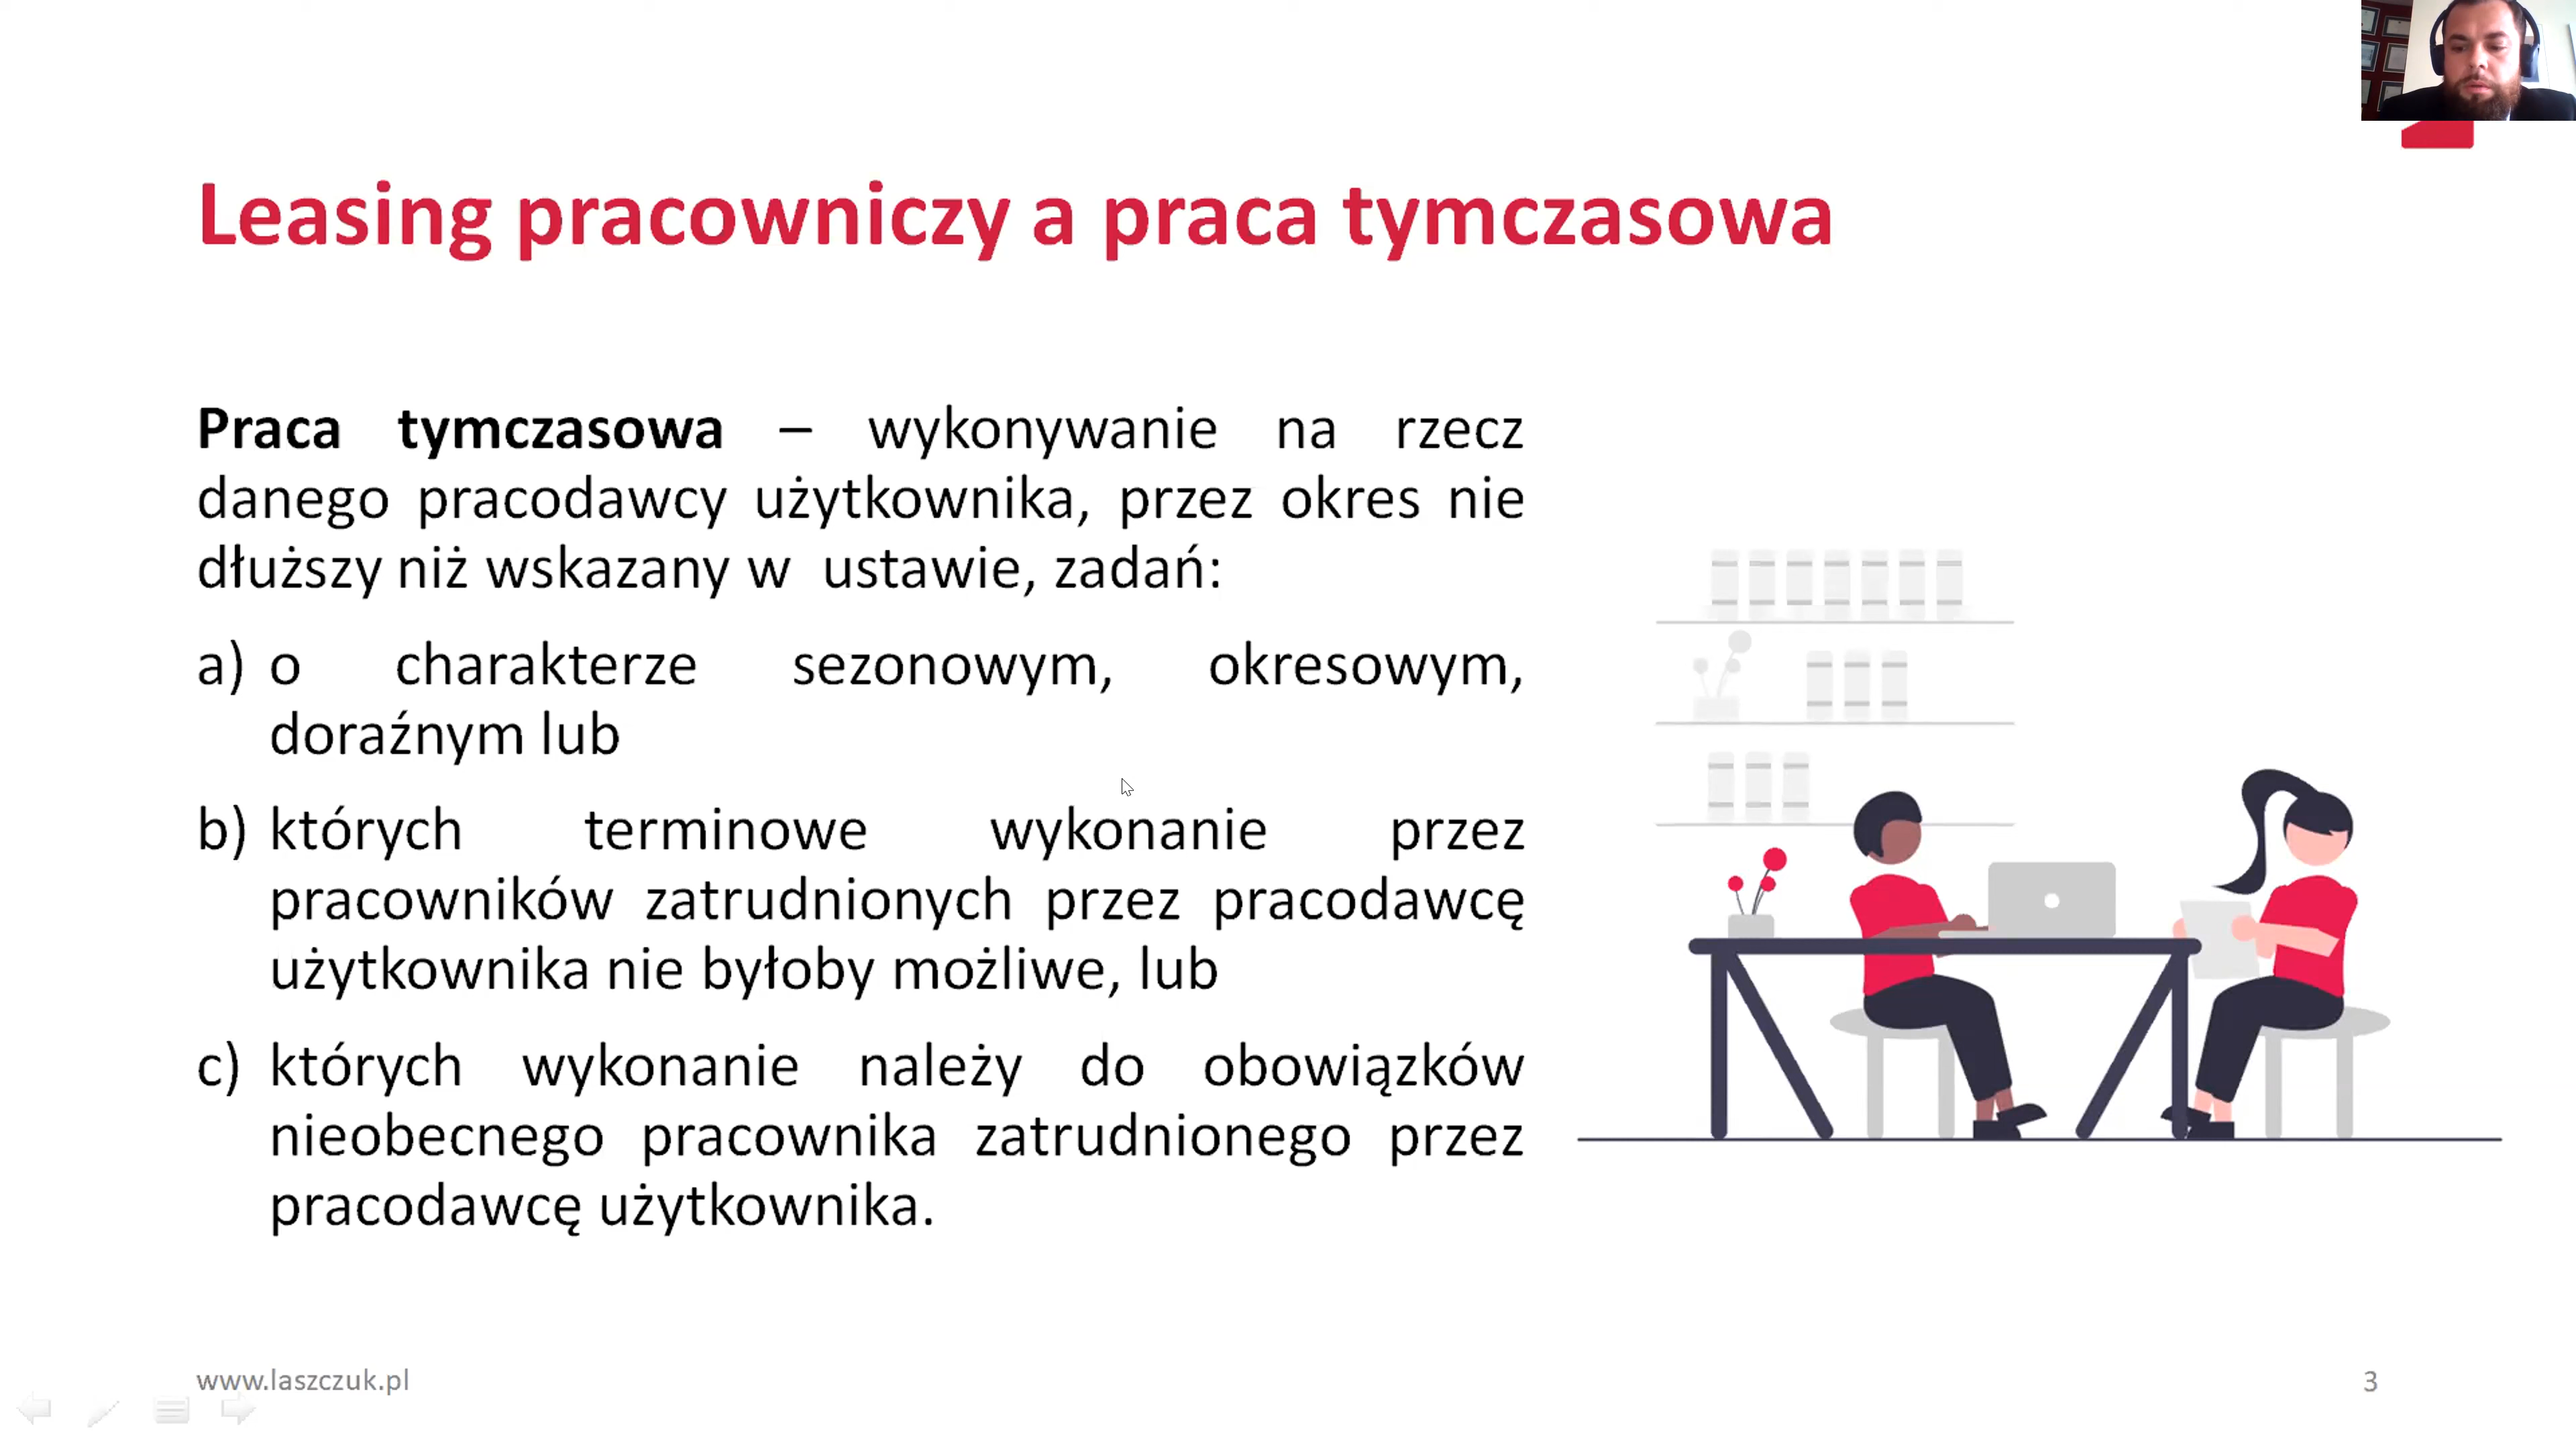 Leasing pracowniczy a praca tymczasowa
Praca tymczasowa – wykonywanie na rzecz
danego pracodawcy użytkownika, przez okres nie
dłuższy niż wskazany w ustawie, zadań:
a) o charakterze sezonowym, okresowym,
doraźnym lub
b) których terminowe wykonanie przez
pracowników zatrudnionych przez pracodawcę
użytkownika nie byłoby możliwe, lub
c) których wykonanie należy do obowiązków
nieobecnego pracownika zatrudnionego przez
pracodawcę użytkownika.
www.laszczuk.pl
3